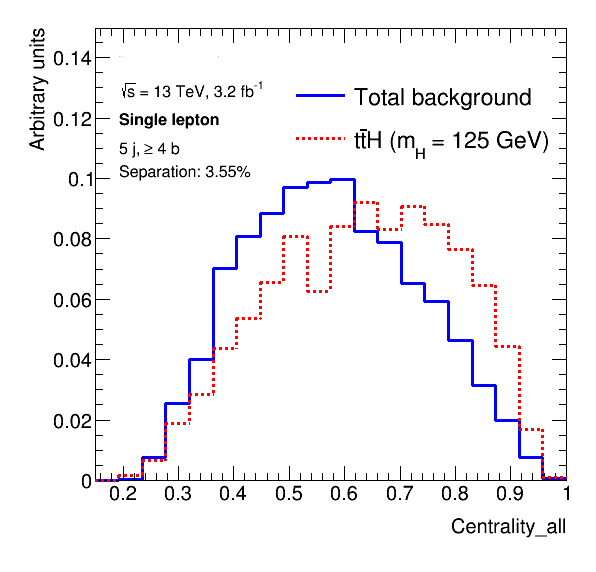 Arbitrary units
0.14
0.12
0.1
0.08
0.06
0.04
0.02
0
√s = 13 TeV, 3.2 fb⁻¹
Single lepton
5 j, ≥ 4 b
Separation: 3.55%
Total background
tt̄H (m_H = 125 GeV)
0.2 0.3 0.4 0.5 0.6 0.7 0.8 0.9 1
Centrality_all